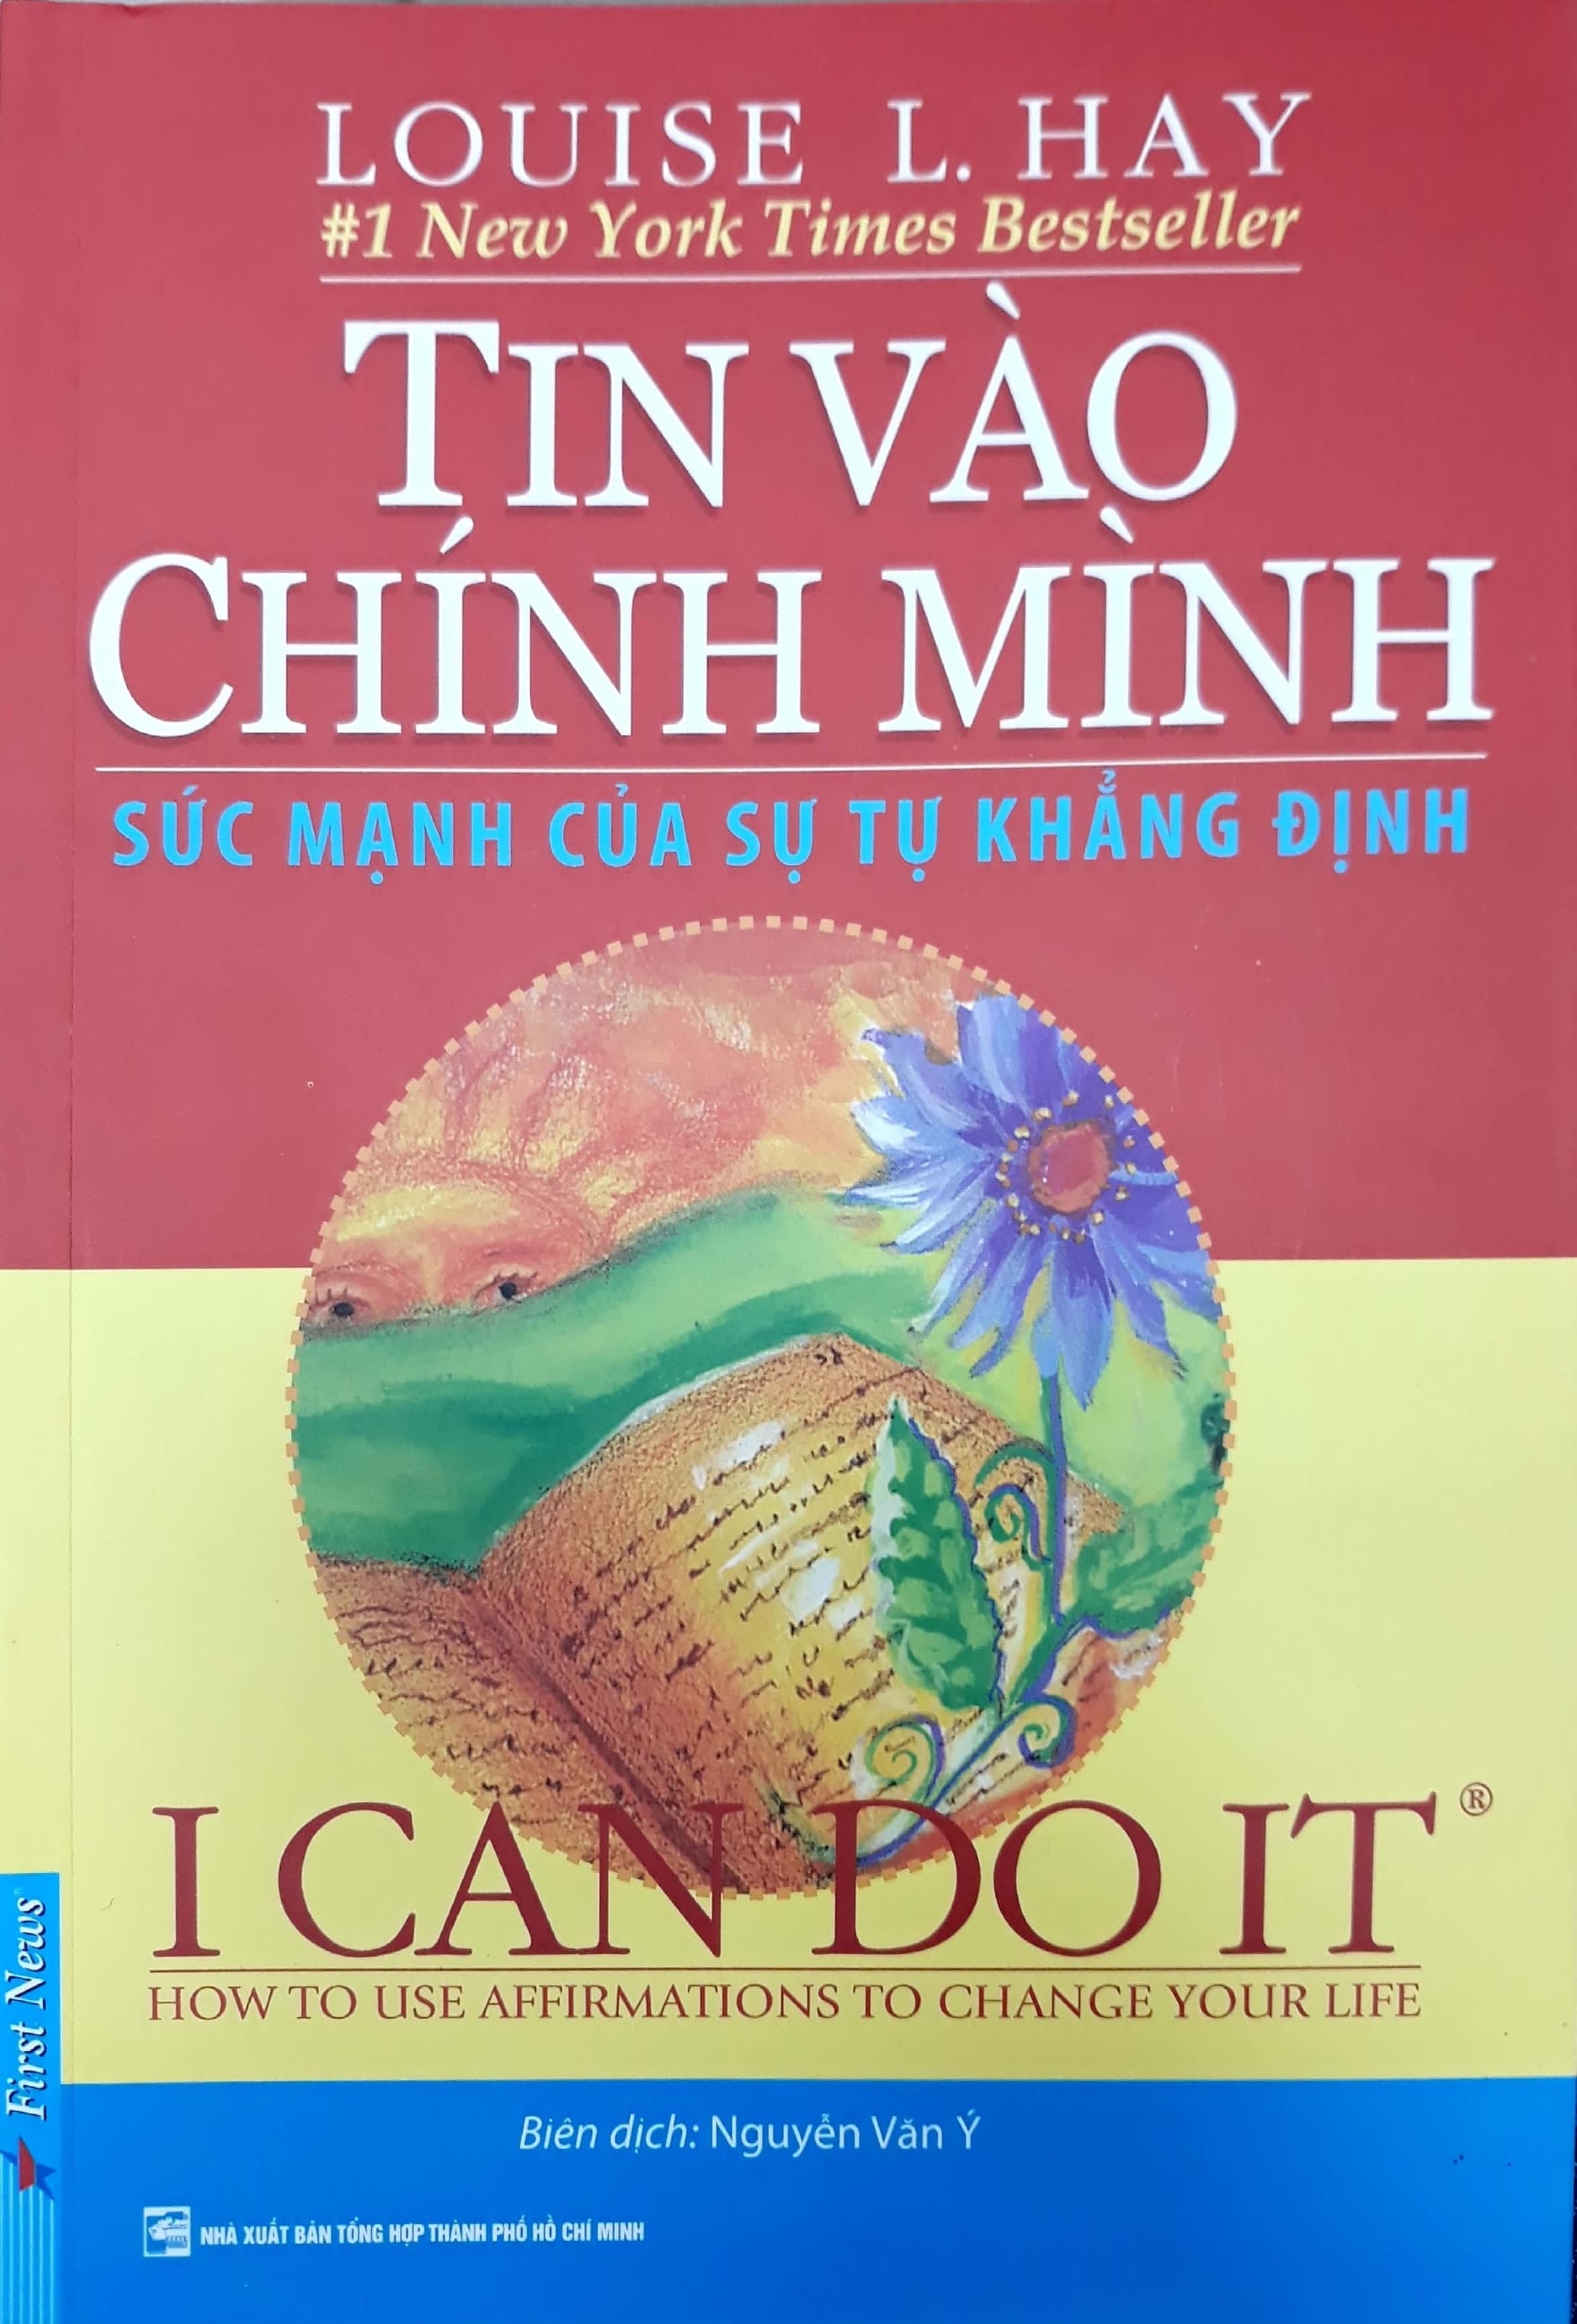 LOUISE L. HAY
#1 New York Times Bestseller
TIN VÀO
CHÍNH MÌNH
SỨC MẠNH CỦA SỰ TỰ KHẲNG ĐỊNH
I CAN DO IT®
HOW TO USE AFFIRMATIONS TO CHANGE YOUR LIFE
First News
Biên dịch: Nguyễn Văn Ý
NHÀ XUẤT BẢN TỔNG HỢP THÀNH PHỐ HỒ CHÍ MINH